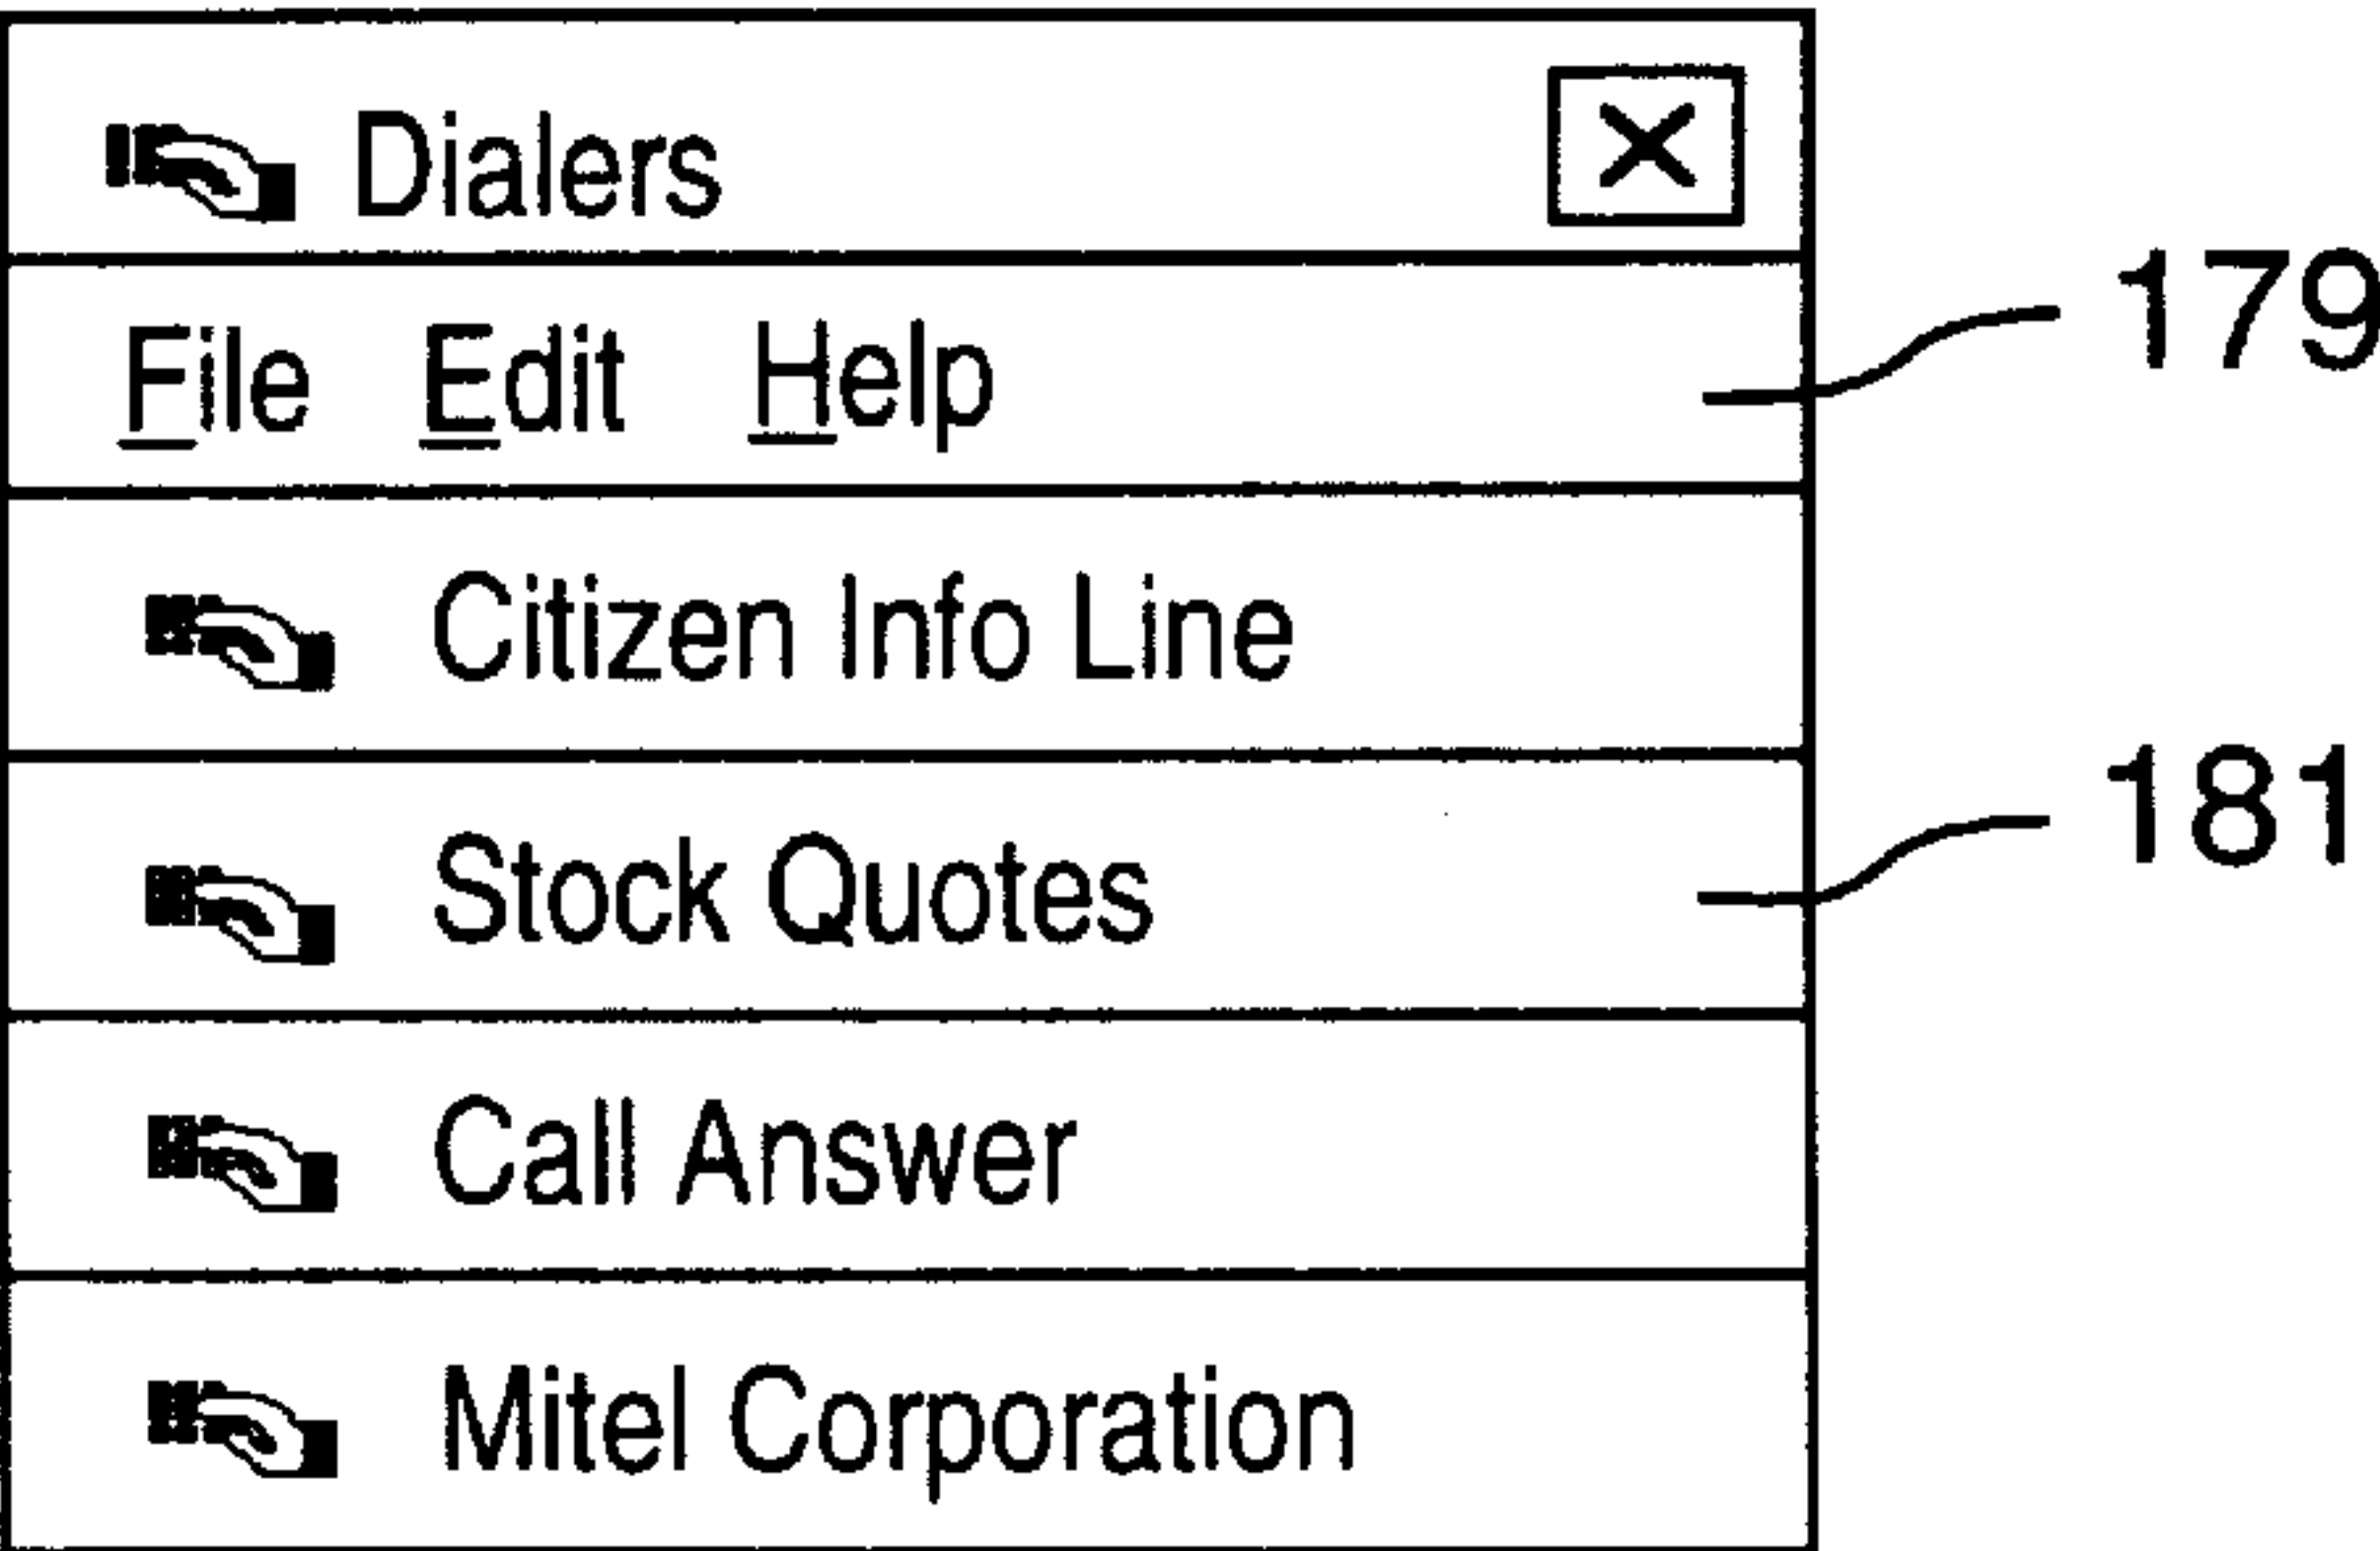 Dialers
File Edit Help
179
Citizen Info Line
Stock Quotes
181
Call Answer
Mitel Corporation